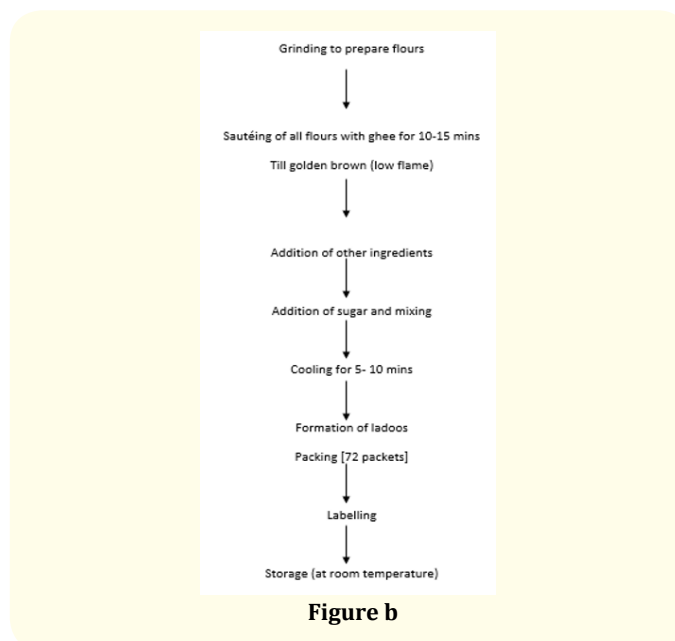 Grinding to prepare flours
Sautéing of all flours with ghee for 10-15 mins
Till golden brown (low flame)
Addition of other ingredients
Addition of sugar and mixing
Cooling for 5- 10 mins
Formation of ladoos
Packing [72 packets]
Labelling
Storage (at room temperature)
Figure b